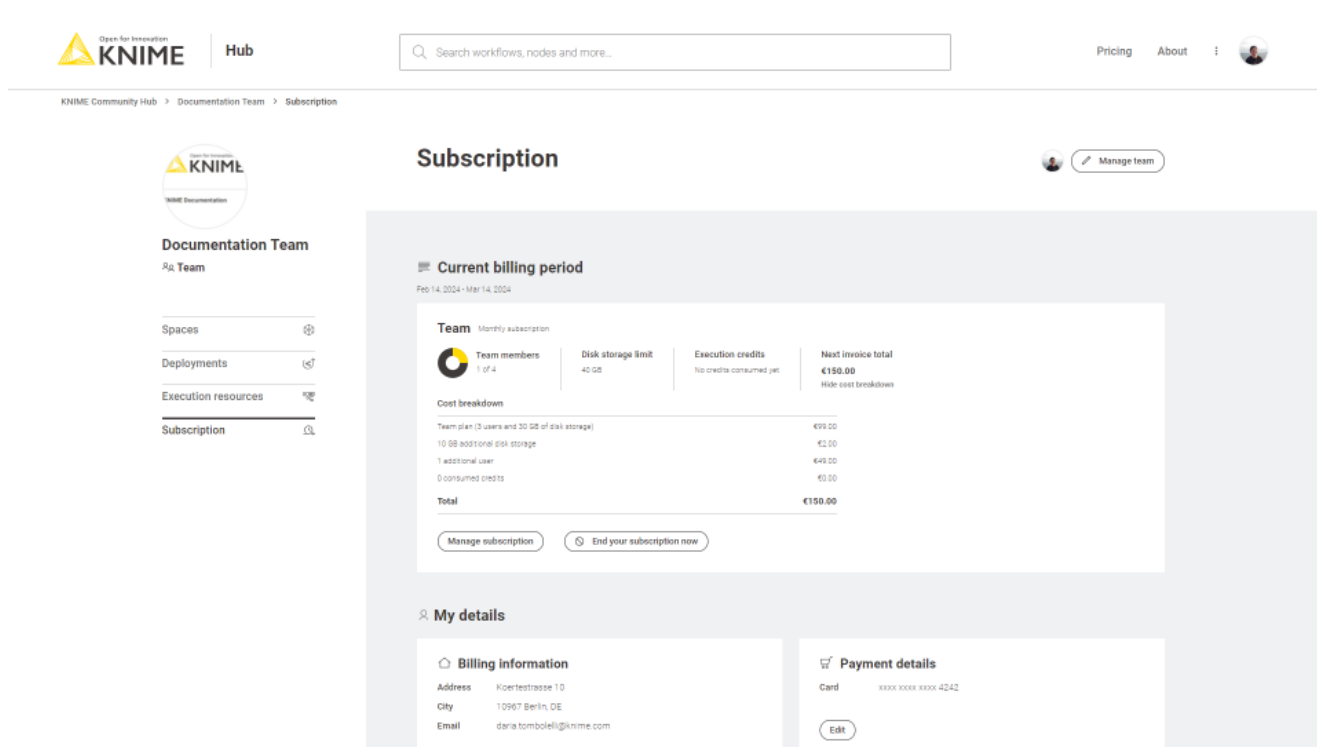 Open for Innovation
KNIME
Hub
Search workflows, nodes and more...
Pricing
About
KNIME Community Hub > Documentation Team > Subscription
Open for Innovation
KNIME
KNIME Documentation
Documentation Team
Team
Spaces
Deployments
Execution resources
Subscription
Subscription
Manage team
Current billing period
Feb 14, 2024 - Mar 14, 2024
Team Monthly subscription
Team members
1 of 4
Disk storage limit
40 GB
Execution credits
No credits consumed yet
Next invoice total
€150.00
Hide cost breakdown
Cost breakdown
Team plan (3 users and 30 GB of disk storage) €99.00
10 GB additional disk storage €2.00
1 additional user €49.00
0 consumed credits €0.00
Total €150.00
Manage subscription
End your subscription now
My details
Billing information
Address Koertestrasse 10
City 10967 Berlin, DE
Email daria.tombolelli@knime.com
Payment details
Card xxxx xxxx xxxx 4242
Edit